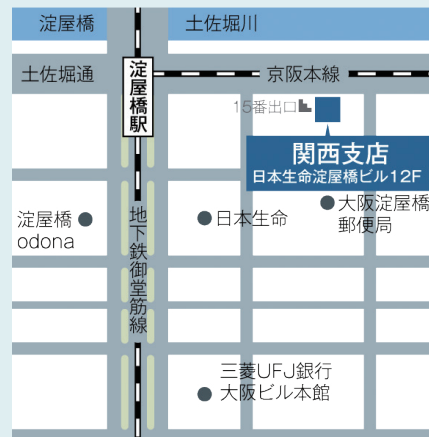 淀屋橋
土佐堀川
土佐堀通
淀屋橋駅
京阪本線
15番出口
関西支店
日本生命淀屋橋ビル12F
淀屋橋
odona
地下鉄御堂筋線
日本生命
大阪淀屋橋
郵便局
三菱UFJ銀行
大阪ビル本館